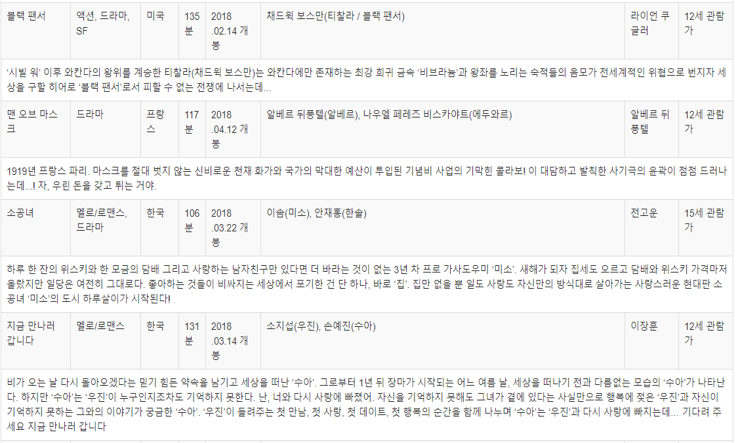 블랙 팬서 액션, 드라마, SF 미국 135분 2018.02.14 개봉 채드윅 보스만(티찰라 / 블랙 팬서) 라이언 쿠글러 12세 관람가
'시빌 워' 이후 와칸다의 왕위를 계승한 티찰라(채드윅 보스만)는 와칸다에만 존재하는 최강 희귀 금속 '비브라늄'과 왕좌를 노리는 숙적들의 음모가 전세계적인 위협으로 번지자 세
상을 구할 히어로 '블랙 팬서'로서 피할 수 없는 전쟁에 나서는데…
맨 오브 마스크 드라마 프랑스 117분 2018.04.12 개봉 알베르 뒤퐁텔(알베르), 나우엘 페레즈 비스카야트(에두와르) 알베르 뒤퐁텔 12세 관람가
1919년 프랑스 파리. 마스크를 절대 벗지 않는 신비로운 천재 화가와 국가의 막대한 예산이 투입된 기념비 사업의 기막힌 콜라보! 이 대담하고 발칙한 사기극의 윤곽이 점점 드러나
는데…! 자, 우린 돈을 갖고 튀는 거야.
소공녀 멜로/로맨스, 드라마 한국 106분 2018.03.22 개봉 이솜(미소), 안재홍(한솔) 전고운 15세 관람가
하루 한 잔의 위스키와 한 모금의 담배 그리고 사랑하는 남자친구만 있다면 더 바라는 것이 없는 3년 차 프로 가사도우미 '미소'. 새해가 되자 집세도 오르고 담배와 위스키 가격마저
올랐지만 일당은 여전히 그대로다. 좋아하는 것들이 비싸지는 세상에서 포기한 건 단 하나, 바로 '집'. 집만 없을 뿐 일도 사랑도 자신만의 방식대로 살아가는 사랑스러운 현대판 소
공녀 '미소'의 도시 하루살이가 시작된다!
지금 만나러 갑니다 멜로/로맨스 한국 131분 2018.03.14 개봉 소지섭(우진), 손예진(수아) 이장훈 12세 관람가
비가 오는 날 다시 돌아오겠다는 믿기 힘든 약속을 남기고 세상을 떠난 '수아'. 그로부터 1년 뒤 장마가 시작되는 어느 여름 날, 세상을 떠나기 전과 다름없는 모습의 '수아'가 나타난
다. 하지만 '수아'는 '우진'이 누구인지조차도 기억하지 못한다. 난, 너와 다시 사랑에 빠졌어. 자신을 기억하지 못해도 그녀가 곁에 있다는 사실만으로 행복에 젖은 '우진'과 자신이
기억하지 못하는 그와의 이야기가 궁금한 '수아'. '우진'이 들려주는 첫 만남, 첫 사랑, 첫 데이트, 첫 행복의 순간을 함께 나누며 '수아'는 '우진'과 다시 사랑에 빠지는데… 기다려 주
세요 지금 만나러 갑니다